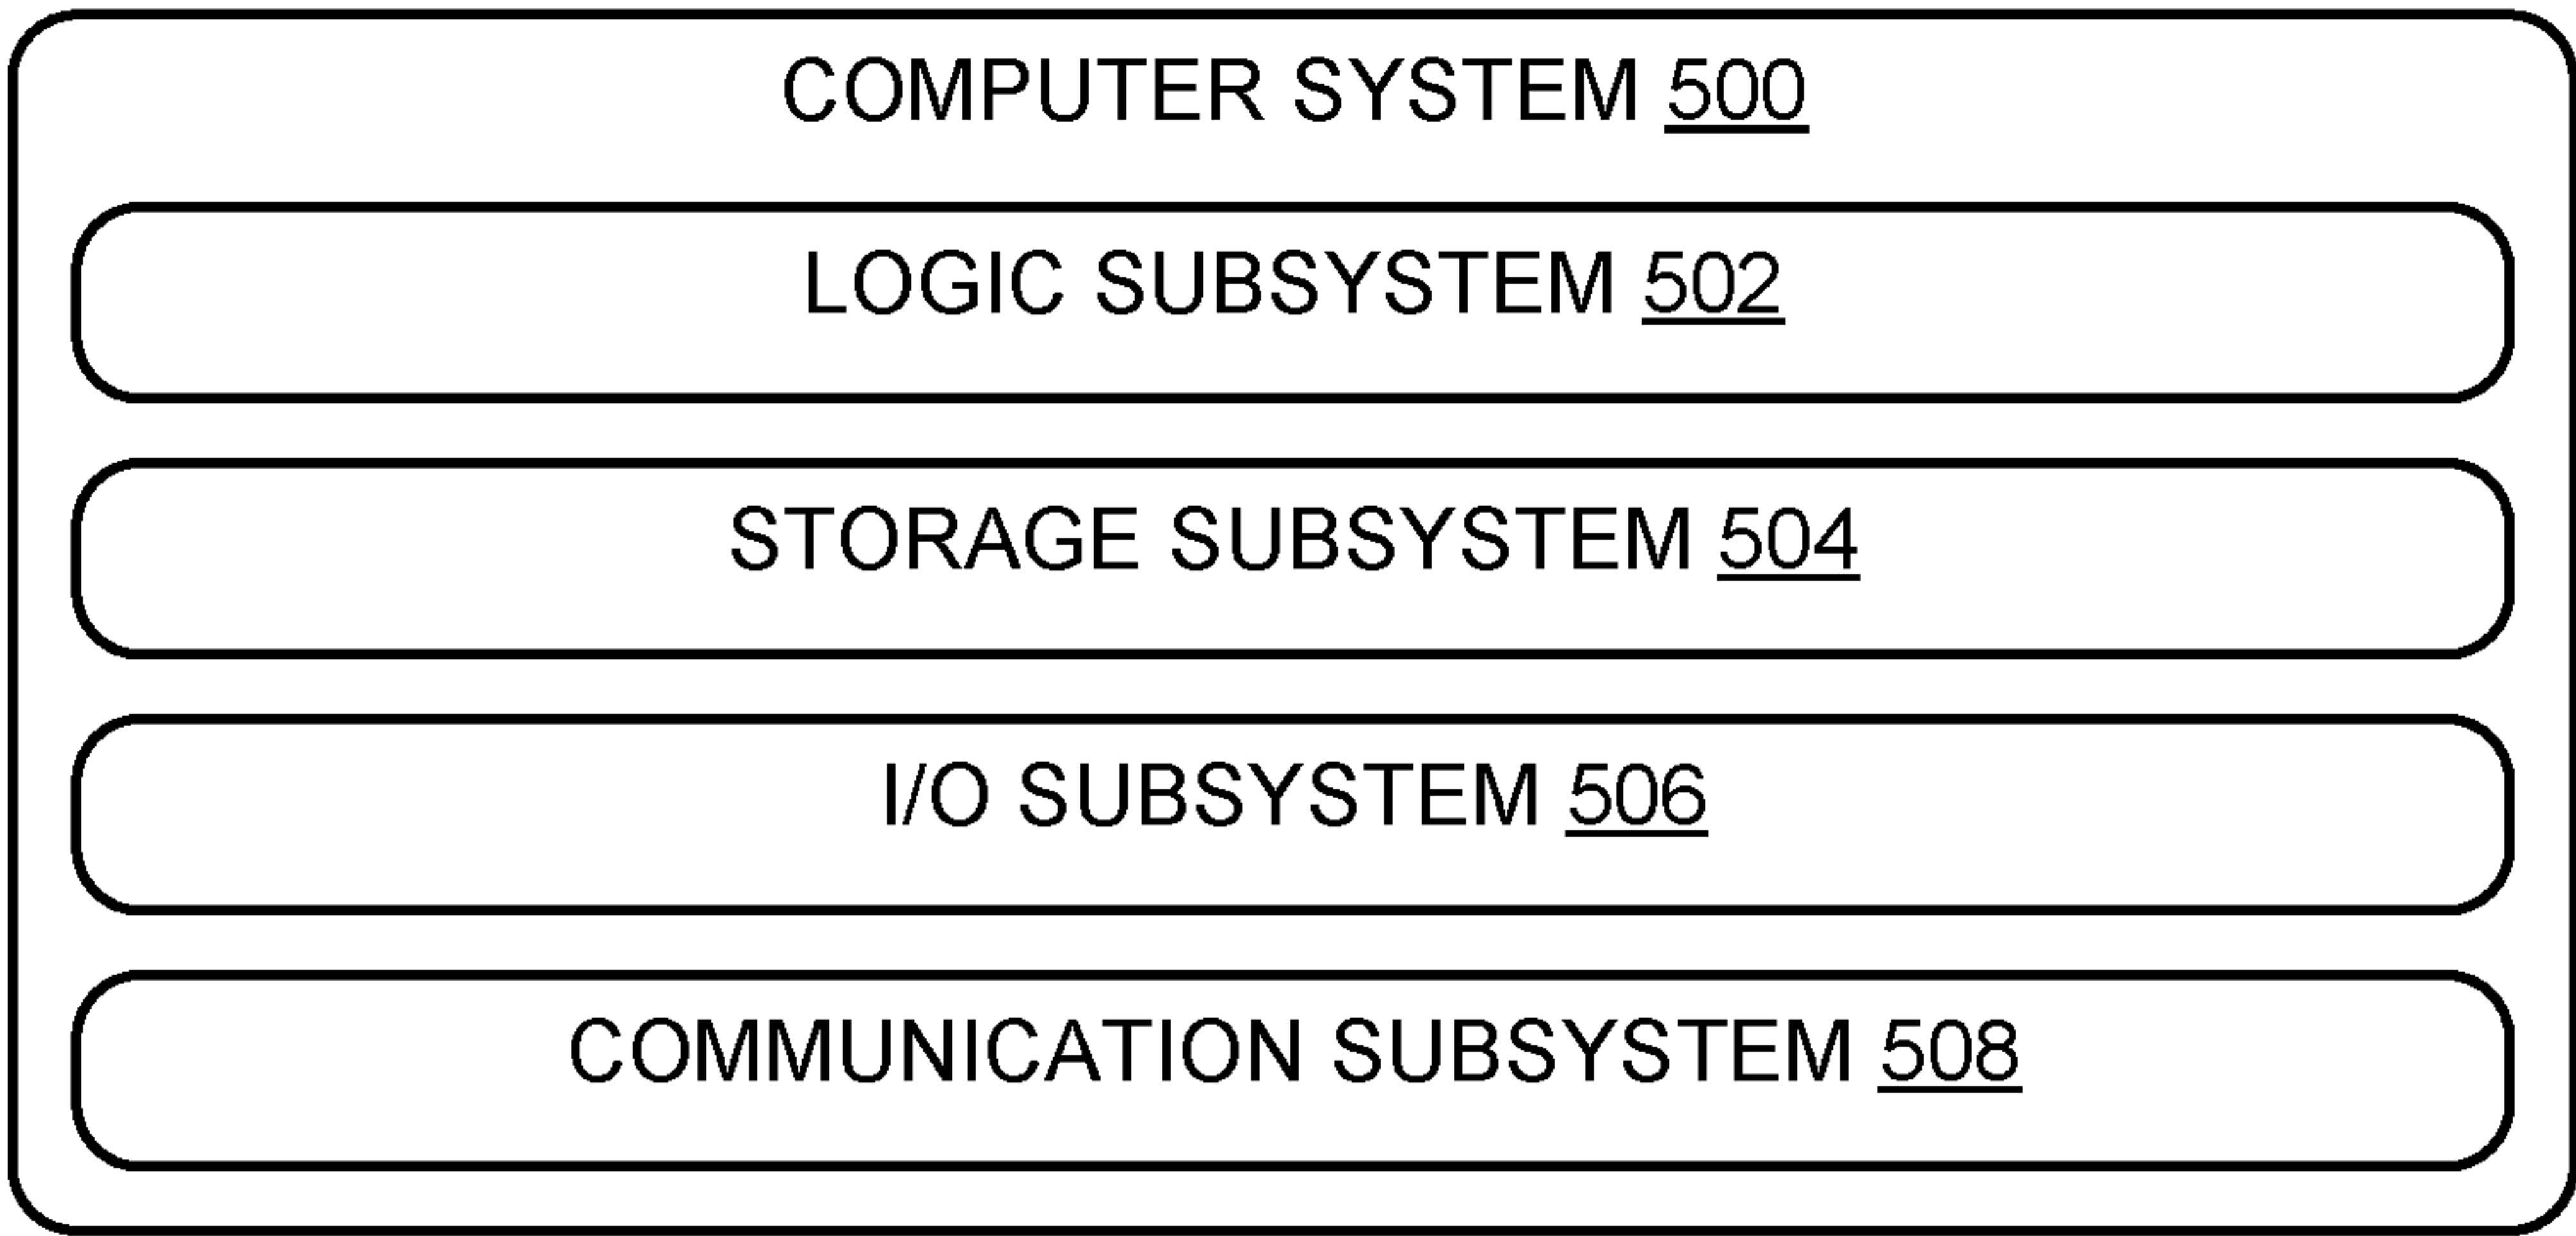 COMPUTER SYSTEM 500
LOGIC SUBSYSTEM 502
STORAGE SUBSYSTEM 504
I/O SUBSYSTEM 506
COMMUNICATION SUBSYSTEM 508